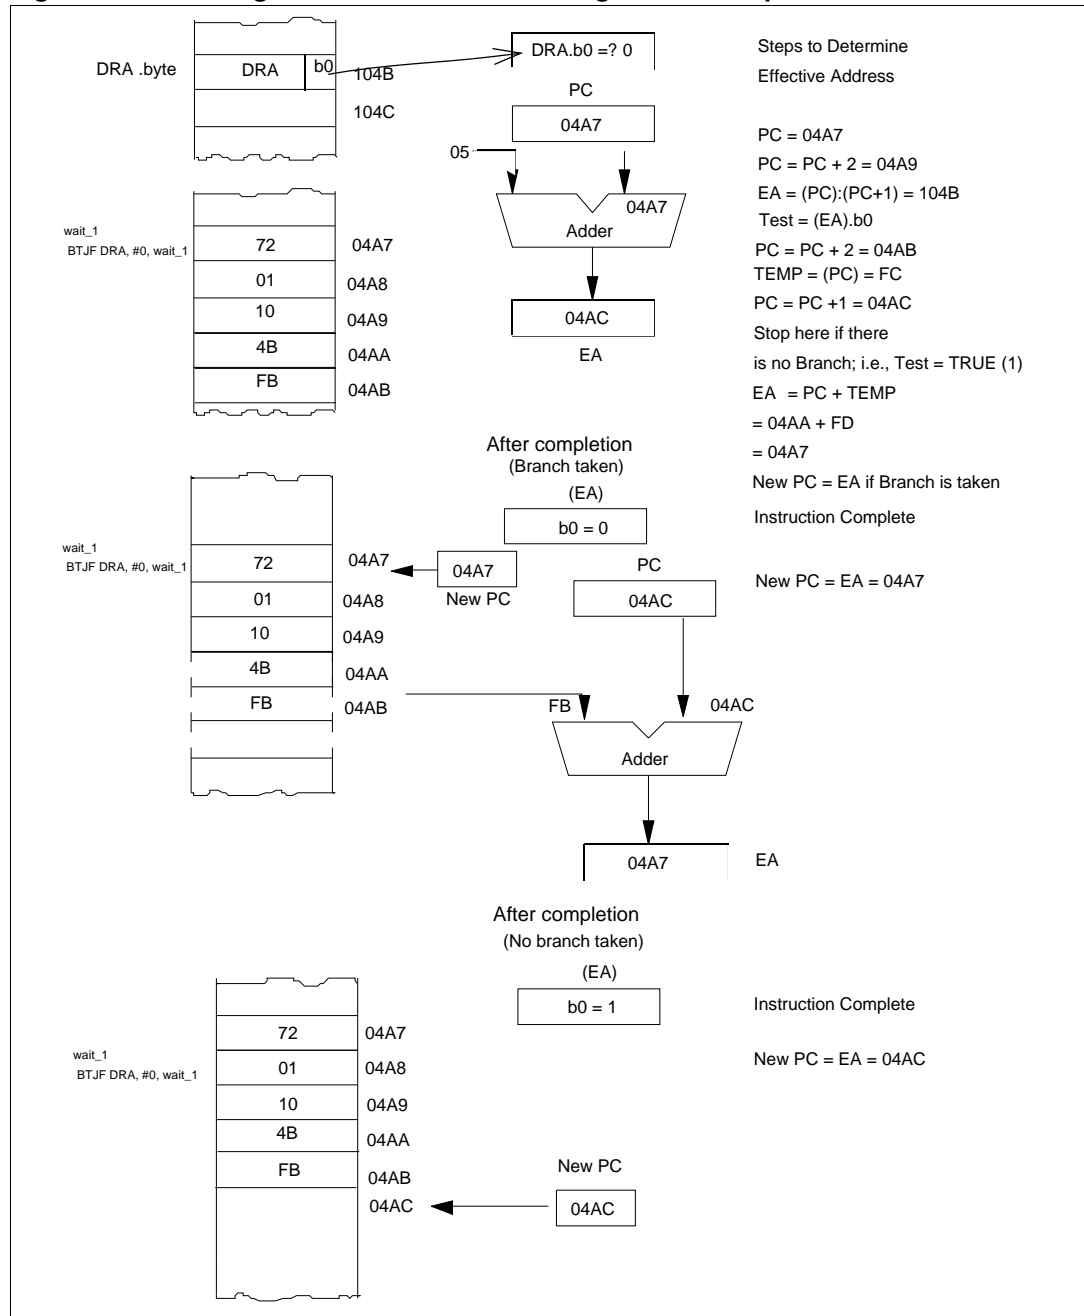 DRA .byte
DRA
b0
104B
104C
DRA.b0 =? 0
PC
04A7
05
04A7
Adder
04AC
EA
Steps to Determine
Effective Address
PC = 04A7
PC = PC + 2 = 04A9
EA = (PC):(PC+1) = 104B
Test = (EA).b0
PC = PC + 2 = 04AB
TEMP = (PC) = FC
PC = PC +1 = 04AC
Stop here if there
is no Branch; i.e., Test = TRUE (1)
EA = PC + TEMP
= 04AA + FD
= 04A7
New PC = EA if Branch is taken
wait_1
BTJF DRA, #0, wait_1
72 04A7
01 04A8
10 04A9
4B 04AA
FB 04AB
After completion
(Branch taken)
(EA)
b0 = 0
Instruction Complete
wait_1
BTJF DRA, #0, wait_1
72 04A7
01 04A8
10 04A9
4B 04AA
FB 04AB
04A7
New PC
PC
04AC
New PC = EA = 04A7
FB
04AC
Adder
04A7
EA
After completion
(No branch taken)
(EA)
b0 = 1
Instruction Complete
New PC = EA = 04AC
wait_1
BTJF DRA, #0, wait_1
72 04A7
01 04A8
10 04A9
4B 04AA
FB 04AB
04AC
New PC
04AC